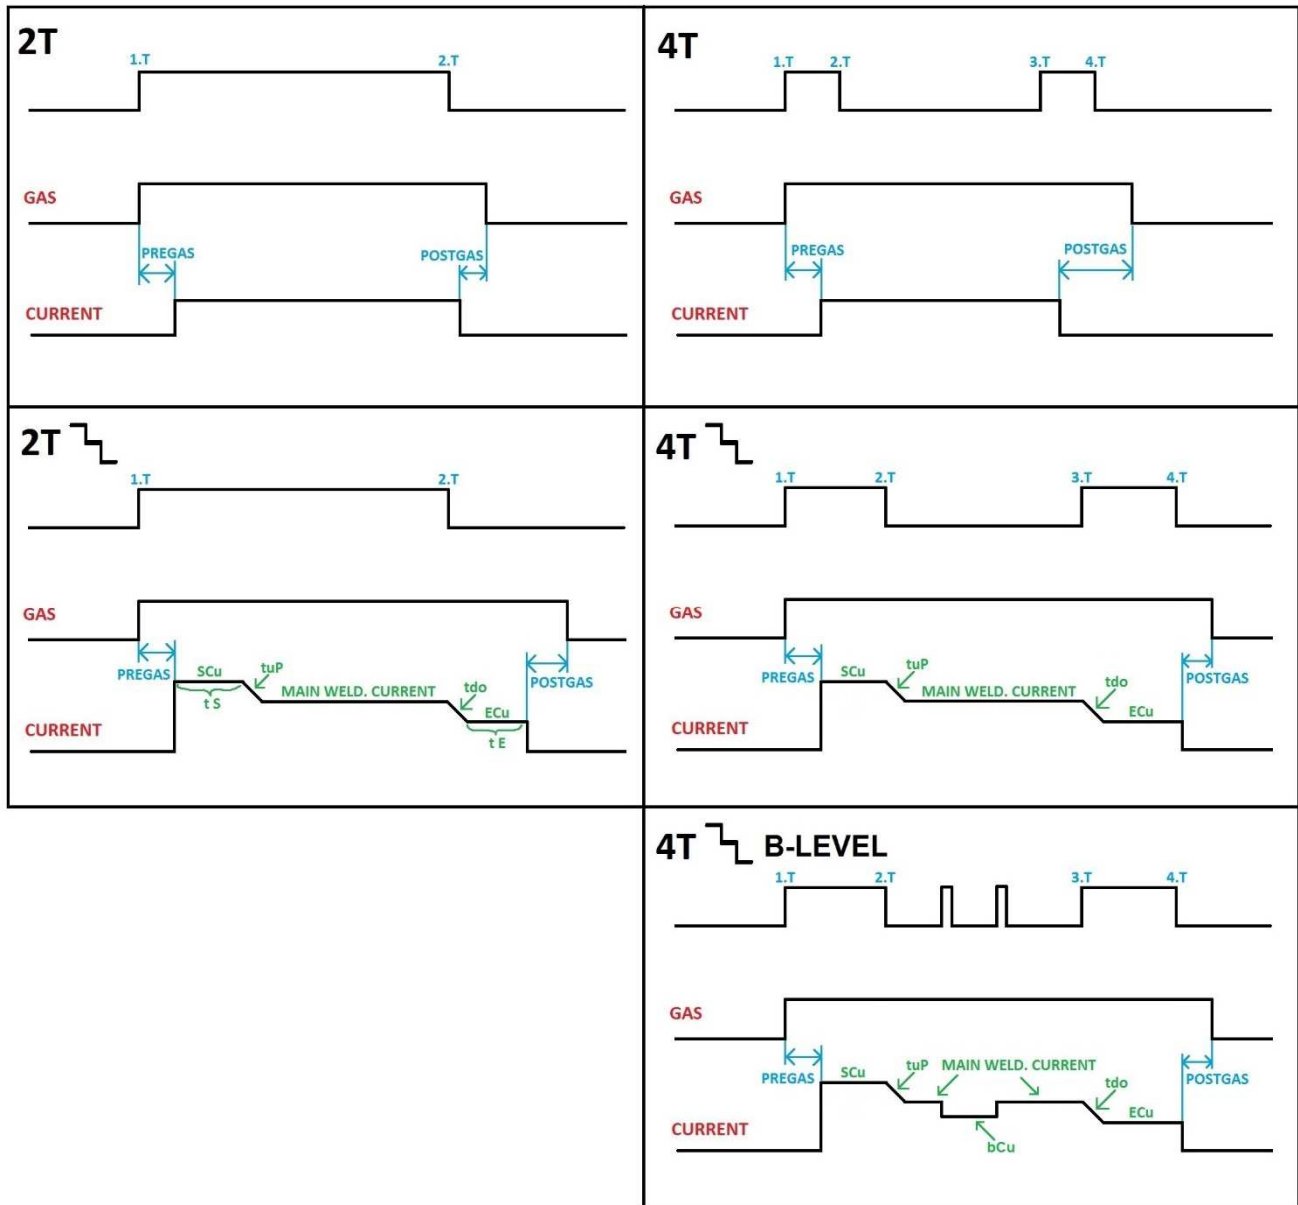 2T
1.T 2.T
GAS
PREGAS POSTGAS
CURRENT
4T
1.T 2.T 3.T 4.T
GAS
PREGAS POSTGAS
CURRENT
2T
1.T 2.T
GAS
PREGAS SCu tuP MAIN WELD. CURRENT tdo ECu POSTGAS
t S t E
CURRENT
4T
1.T 2.T 3.T 4.T
GAS
PREGAS SCu tuP MAIN WELD. CURRENT tdo ECu POSTGAS
CURRENT
4T B-LEVEL
1.T 2.T 3.T 4.T
GAS
PREGAS SCu tuP MAIN WELD. CURRENT tdo ECu POSTGAS
CURRENT
bCu